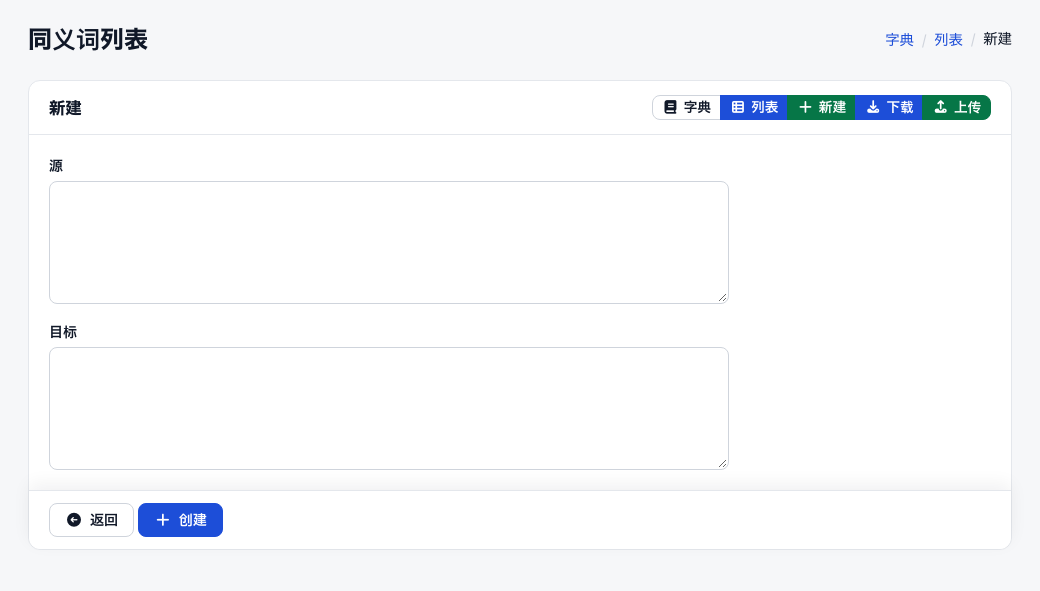 同义词列表
字典 / 列表 / 新建
新建
字典 列表 新建 下载 上传
源
目标
返回 创建